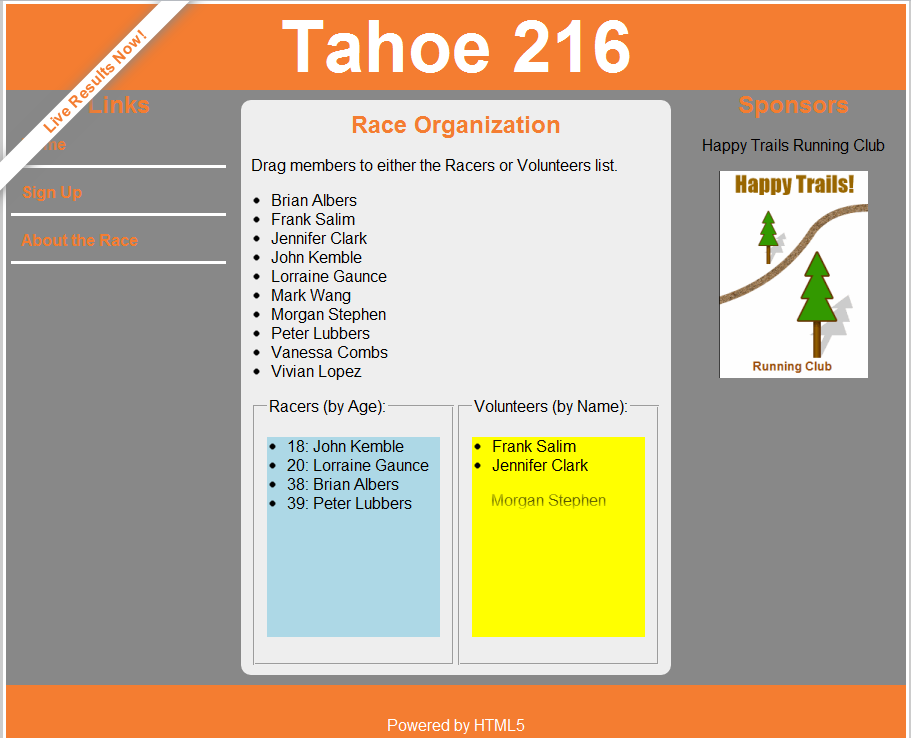 Tahoe 216
Live Results Now!
Links
Sign Up
About the Race
Race Organization
Drag members to either the Racers or Volunteers list.
Brian Albers
Frank Salim
Jennifer Clark
John Kemble
Lorraine Gaunce
Mark Wang
Morgan Stephen
Peter Lubbers
Vanessa Combs
Vivian Lopez
Racers (by Age):
18: John Kemble
20: Lorraine Gaunce
38: Brian Albers
39: Peter Lubbers
Volunteers (by Name):
Frank Salim
Jennifer Clark
Morgan Stephen
Sponsors
Happy Trails Running Club
Happy Trails!
Running Club
Powered by HTML5